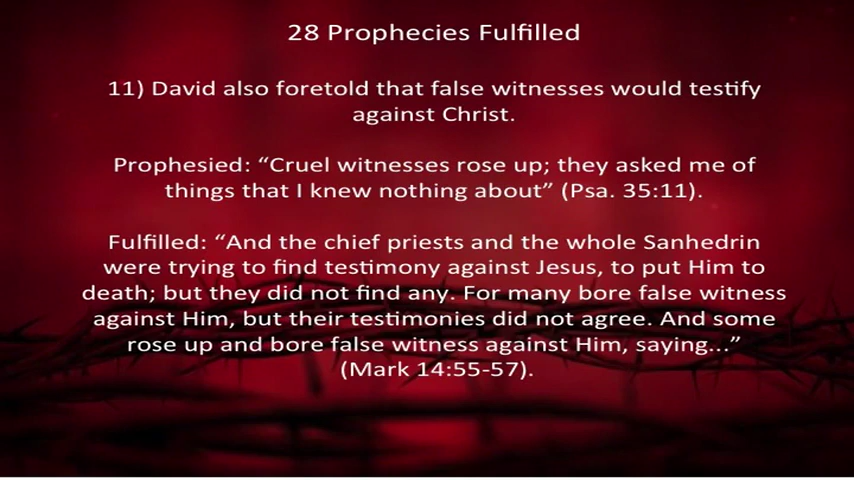 28 Prophecies Fulfilled
11) David also foretold that false witnesses would testify
against Christ.
Prophesied: “Cruel witnesses rose up; they asked me of
things that I knew nothing about” (Psa. 35:11).
Fulfilled: “And the chief priests and the whole Sanhedrin
were trying to find testimony against Jesus, to put Him to
death; but they did not find any. For many bore false witness
against Him, but their testimonies did not agree. And some
rose up and bore false witness against Him, saying...”
(Mark 14:55-57).